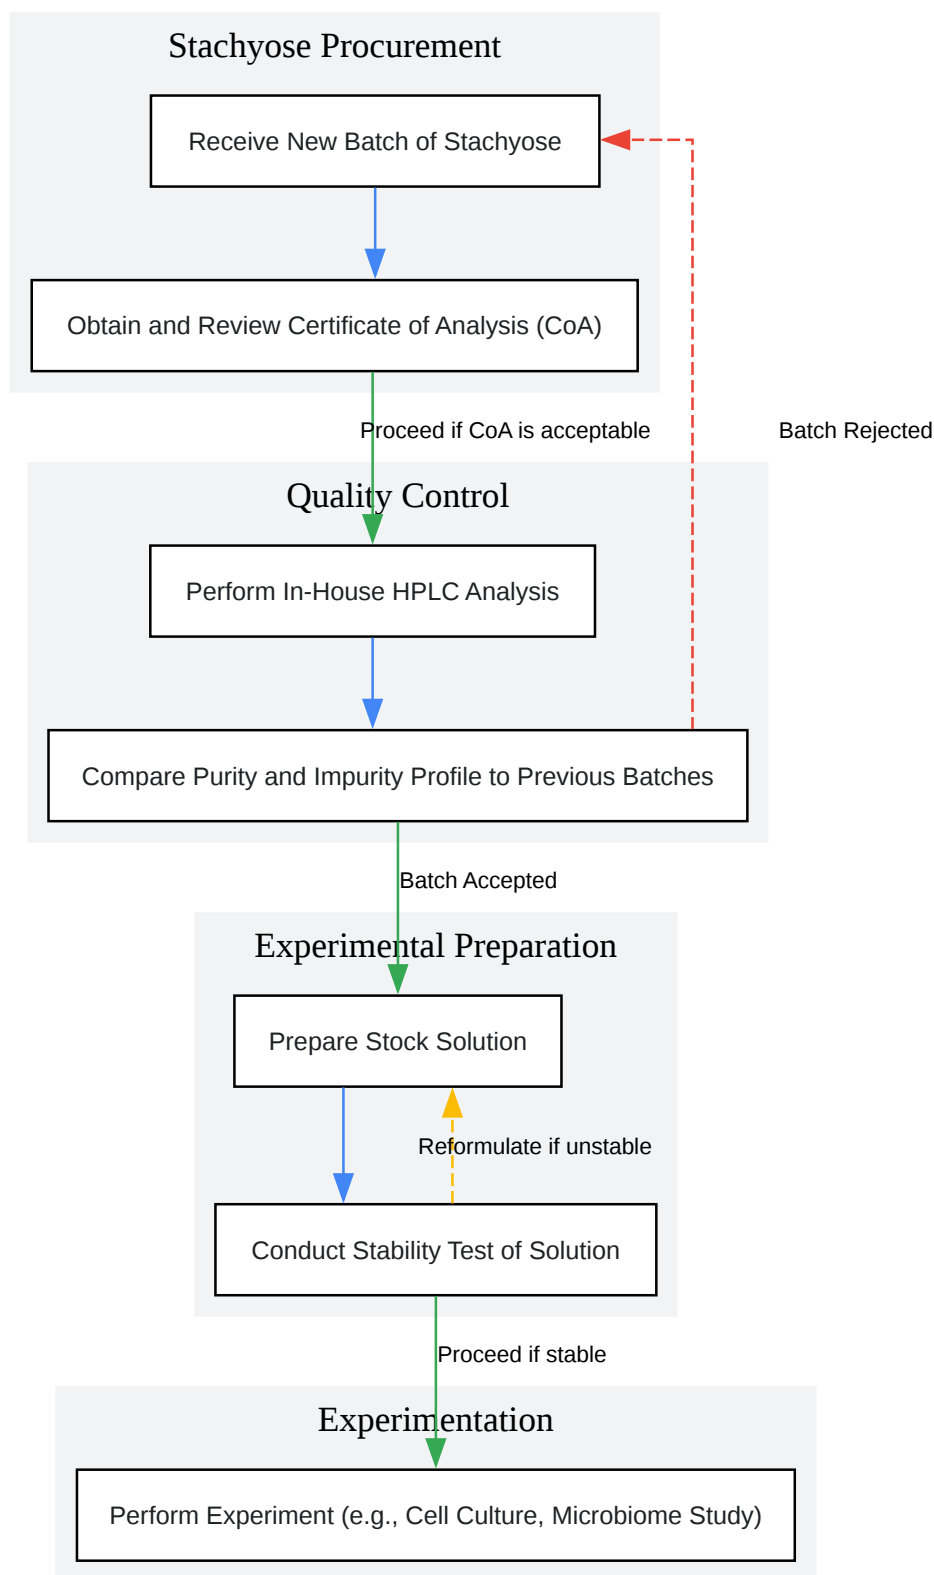 Stachyose Procurement
Receive New Batch of Stachyose
Obtain and Review Certificate of Analysis (CoA)
Proceed if CoA is acceptable
Batch Rejected
Quality Control
Perform In-House HPLC Analysis
Compare Purity and Impurity Profile to Previous Batches
Batch Accepted
Experimental Preparation
Prepare Stock Solution
Reformulate if unstable
Conduct Stability Test of Solution
Proceed if stable
Experimentation
Perform Experiment (e.g., Cell Culture, Microbiome Study)